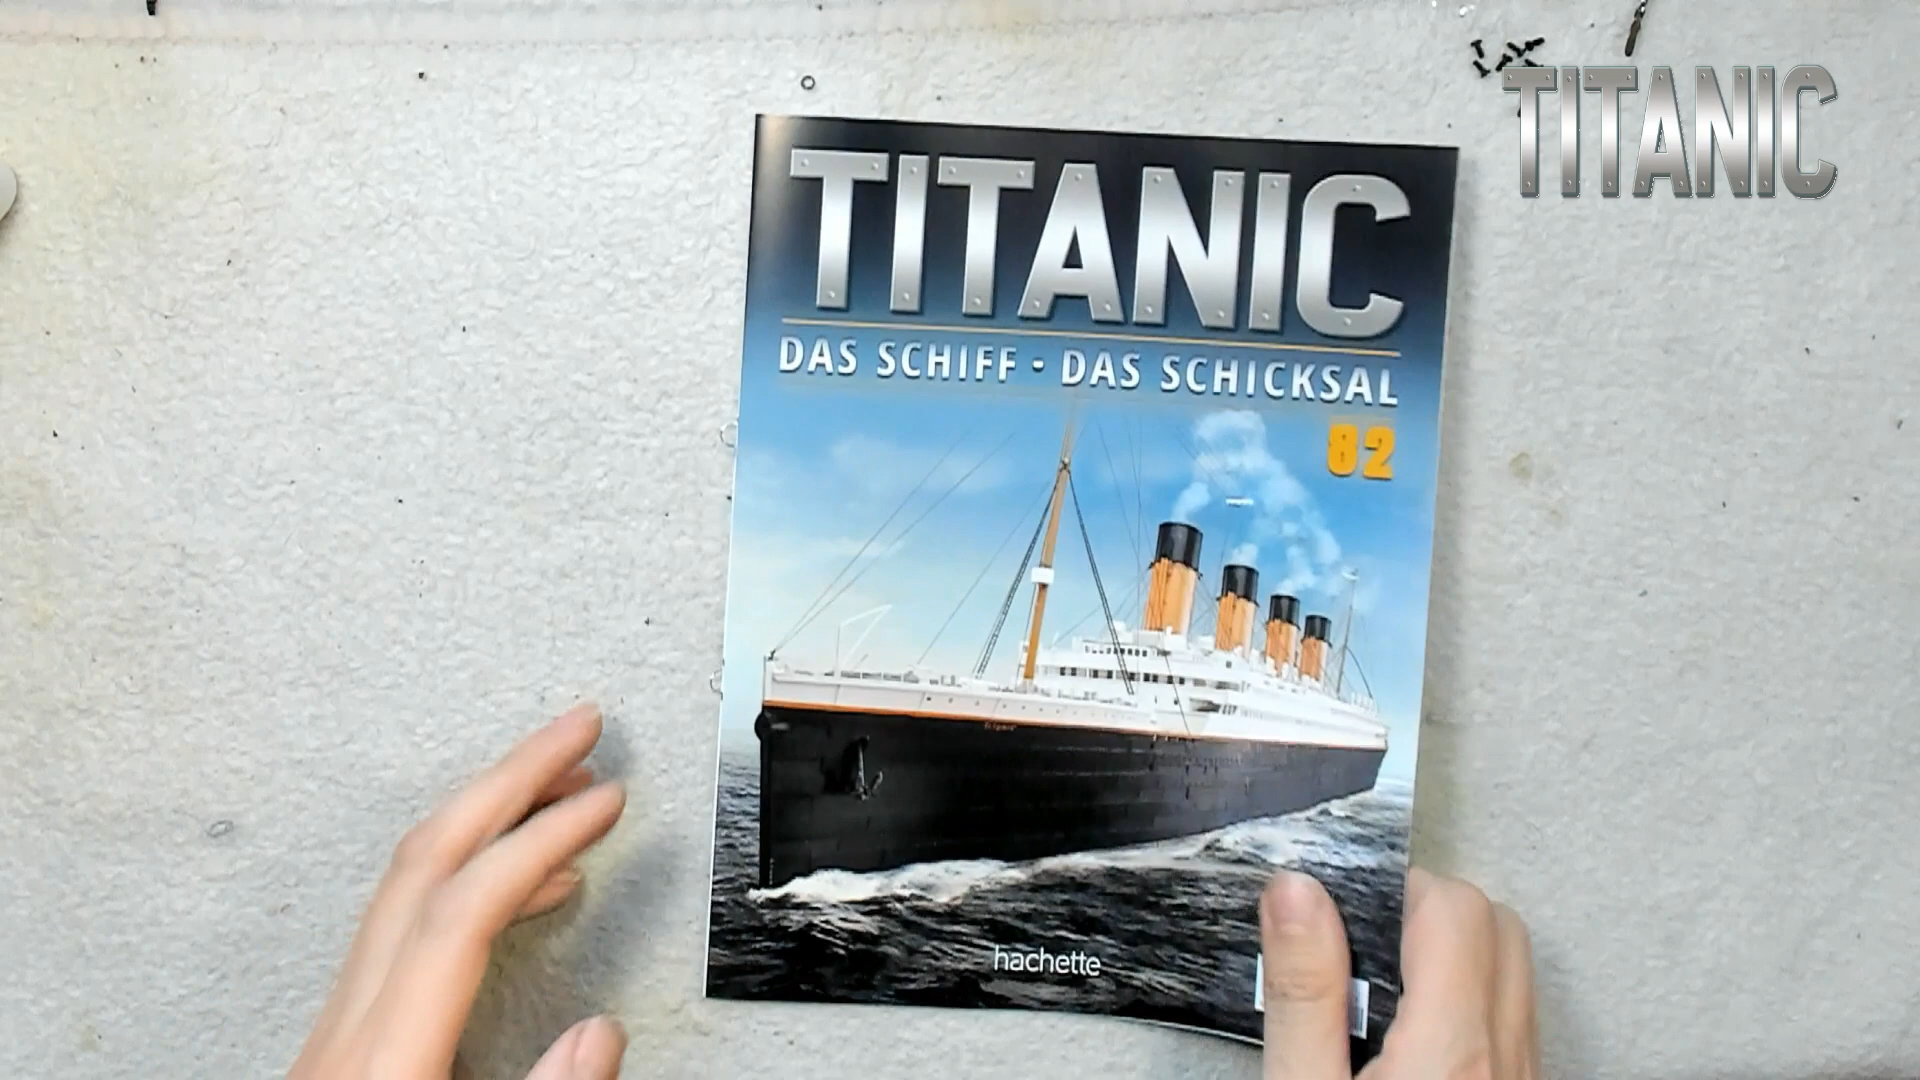 TITANIC
TITANIC
DAS SCHIFF · DAS SCHICKSAL
82
hachette